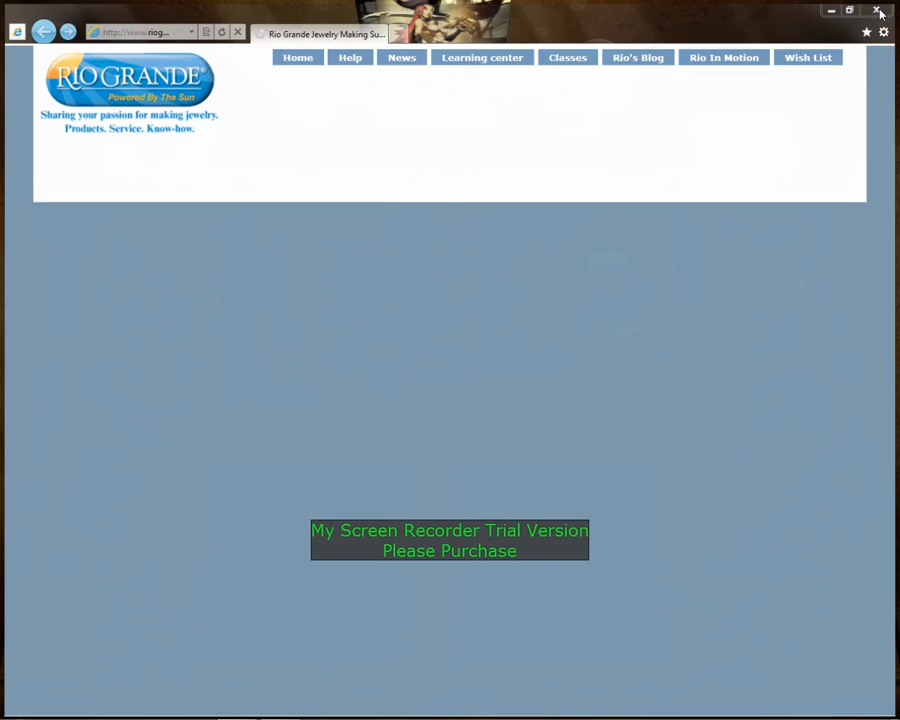 http://www.riog...
Rio Grande Jewelry Making Su...
Home Help News Learning center Classes Rio's Blog Rio In Motion Wish List
RIO GRANDE®
Powered By The Sun
Sharing your passion for making jewelry.
Products. Service. Know-how.
My Screen Recorder Trial Version
Please Purchase